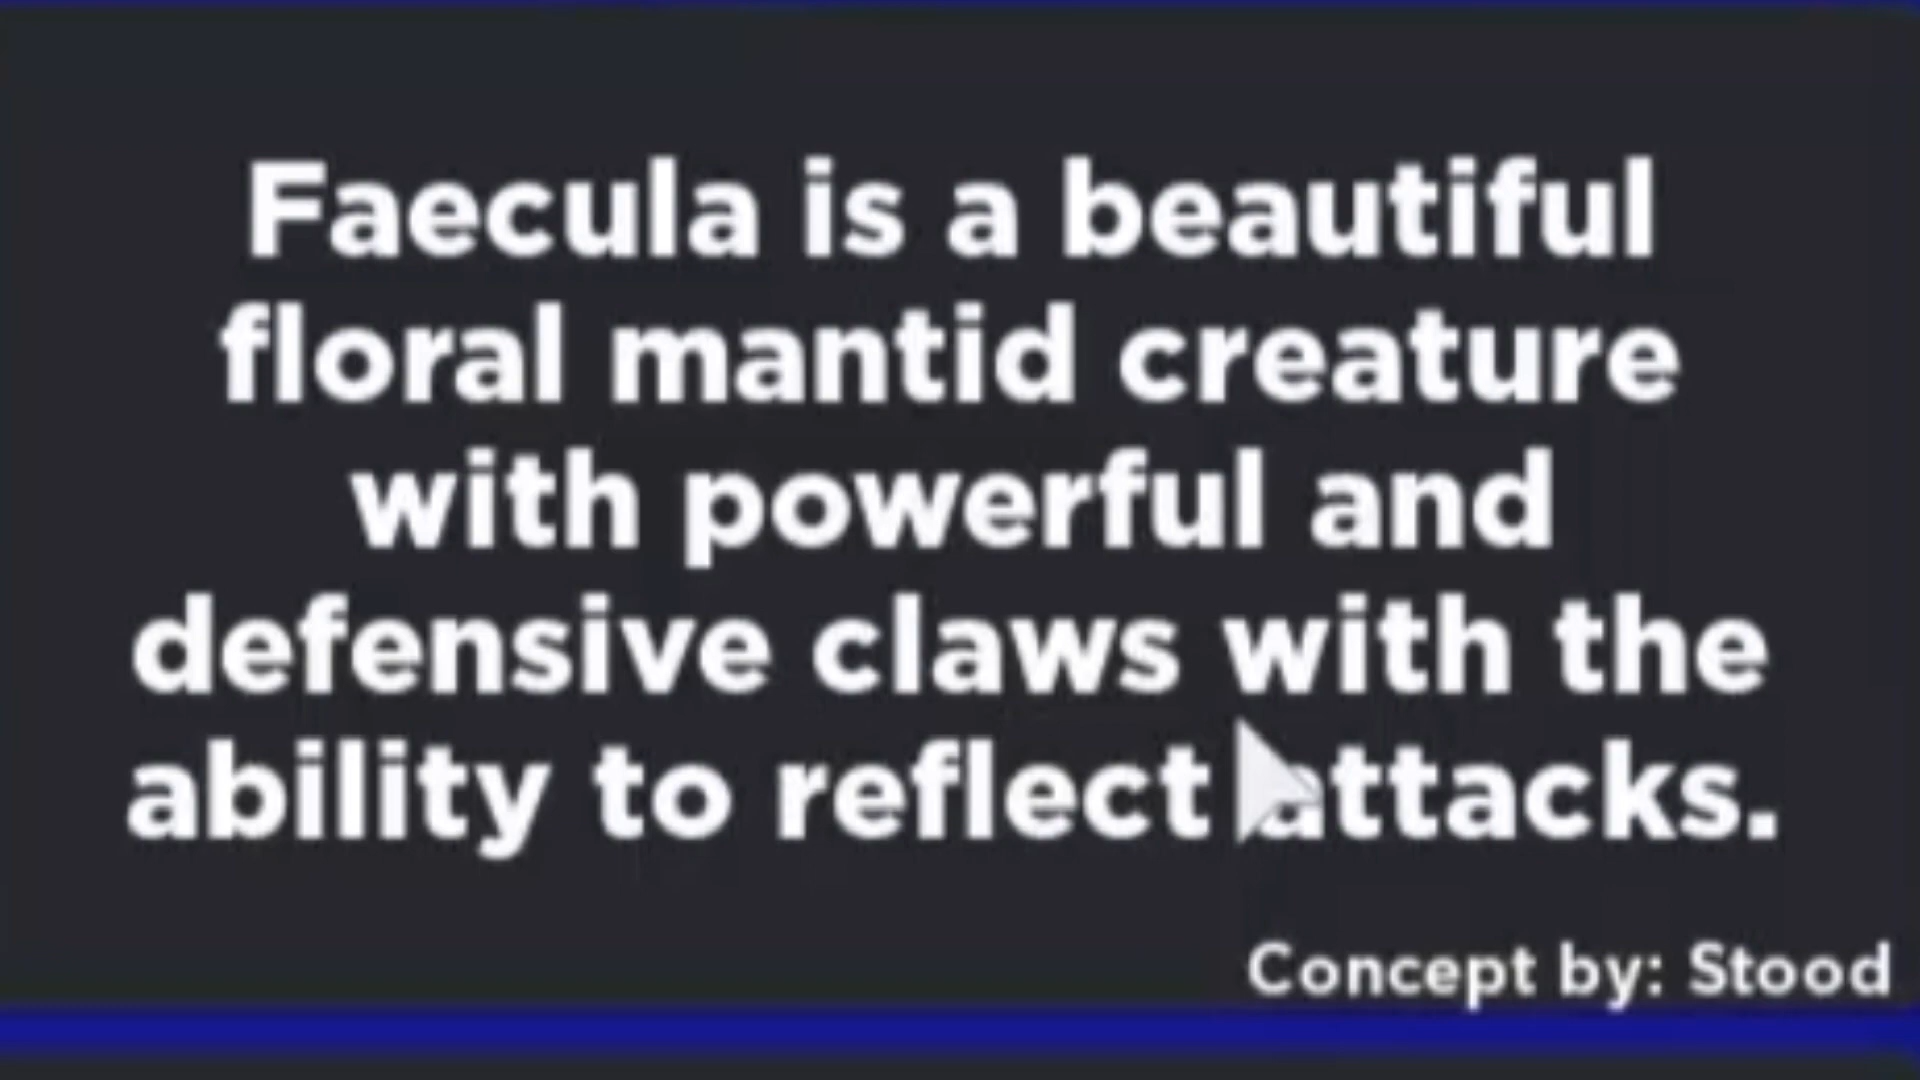 Faecula is a beautiful
floral mantid creature
with powerful and
defensive claws with the
ability to reflect attacks.
Concept by: Stood